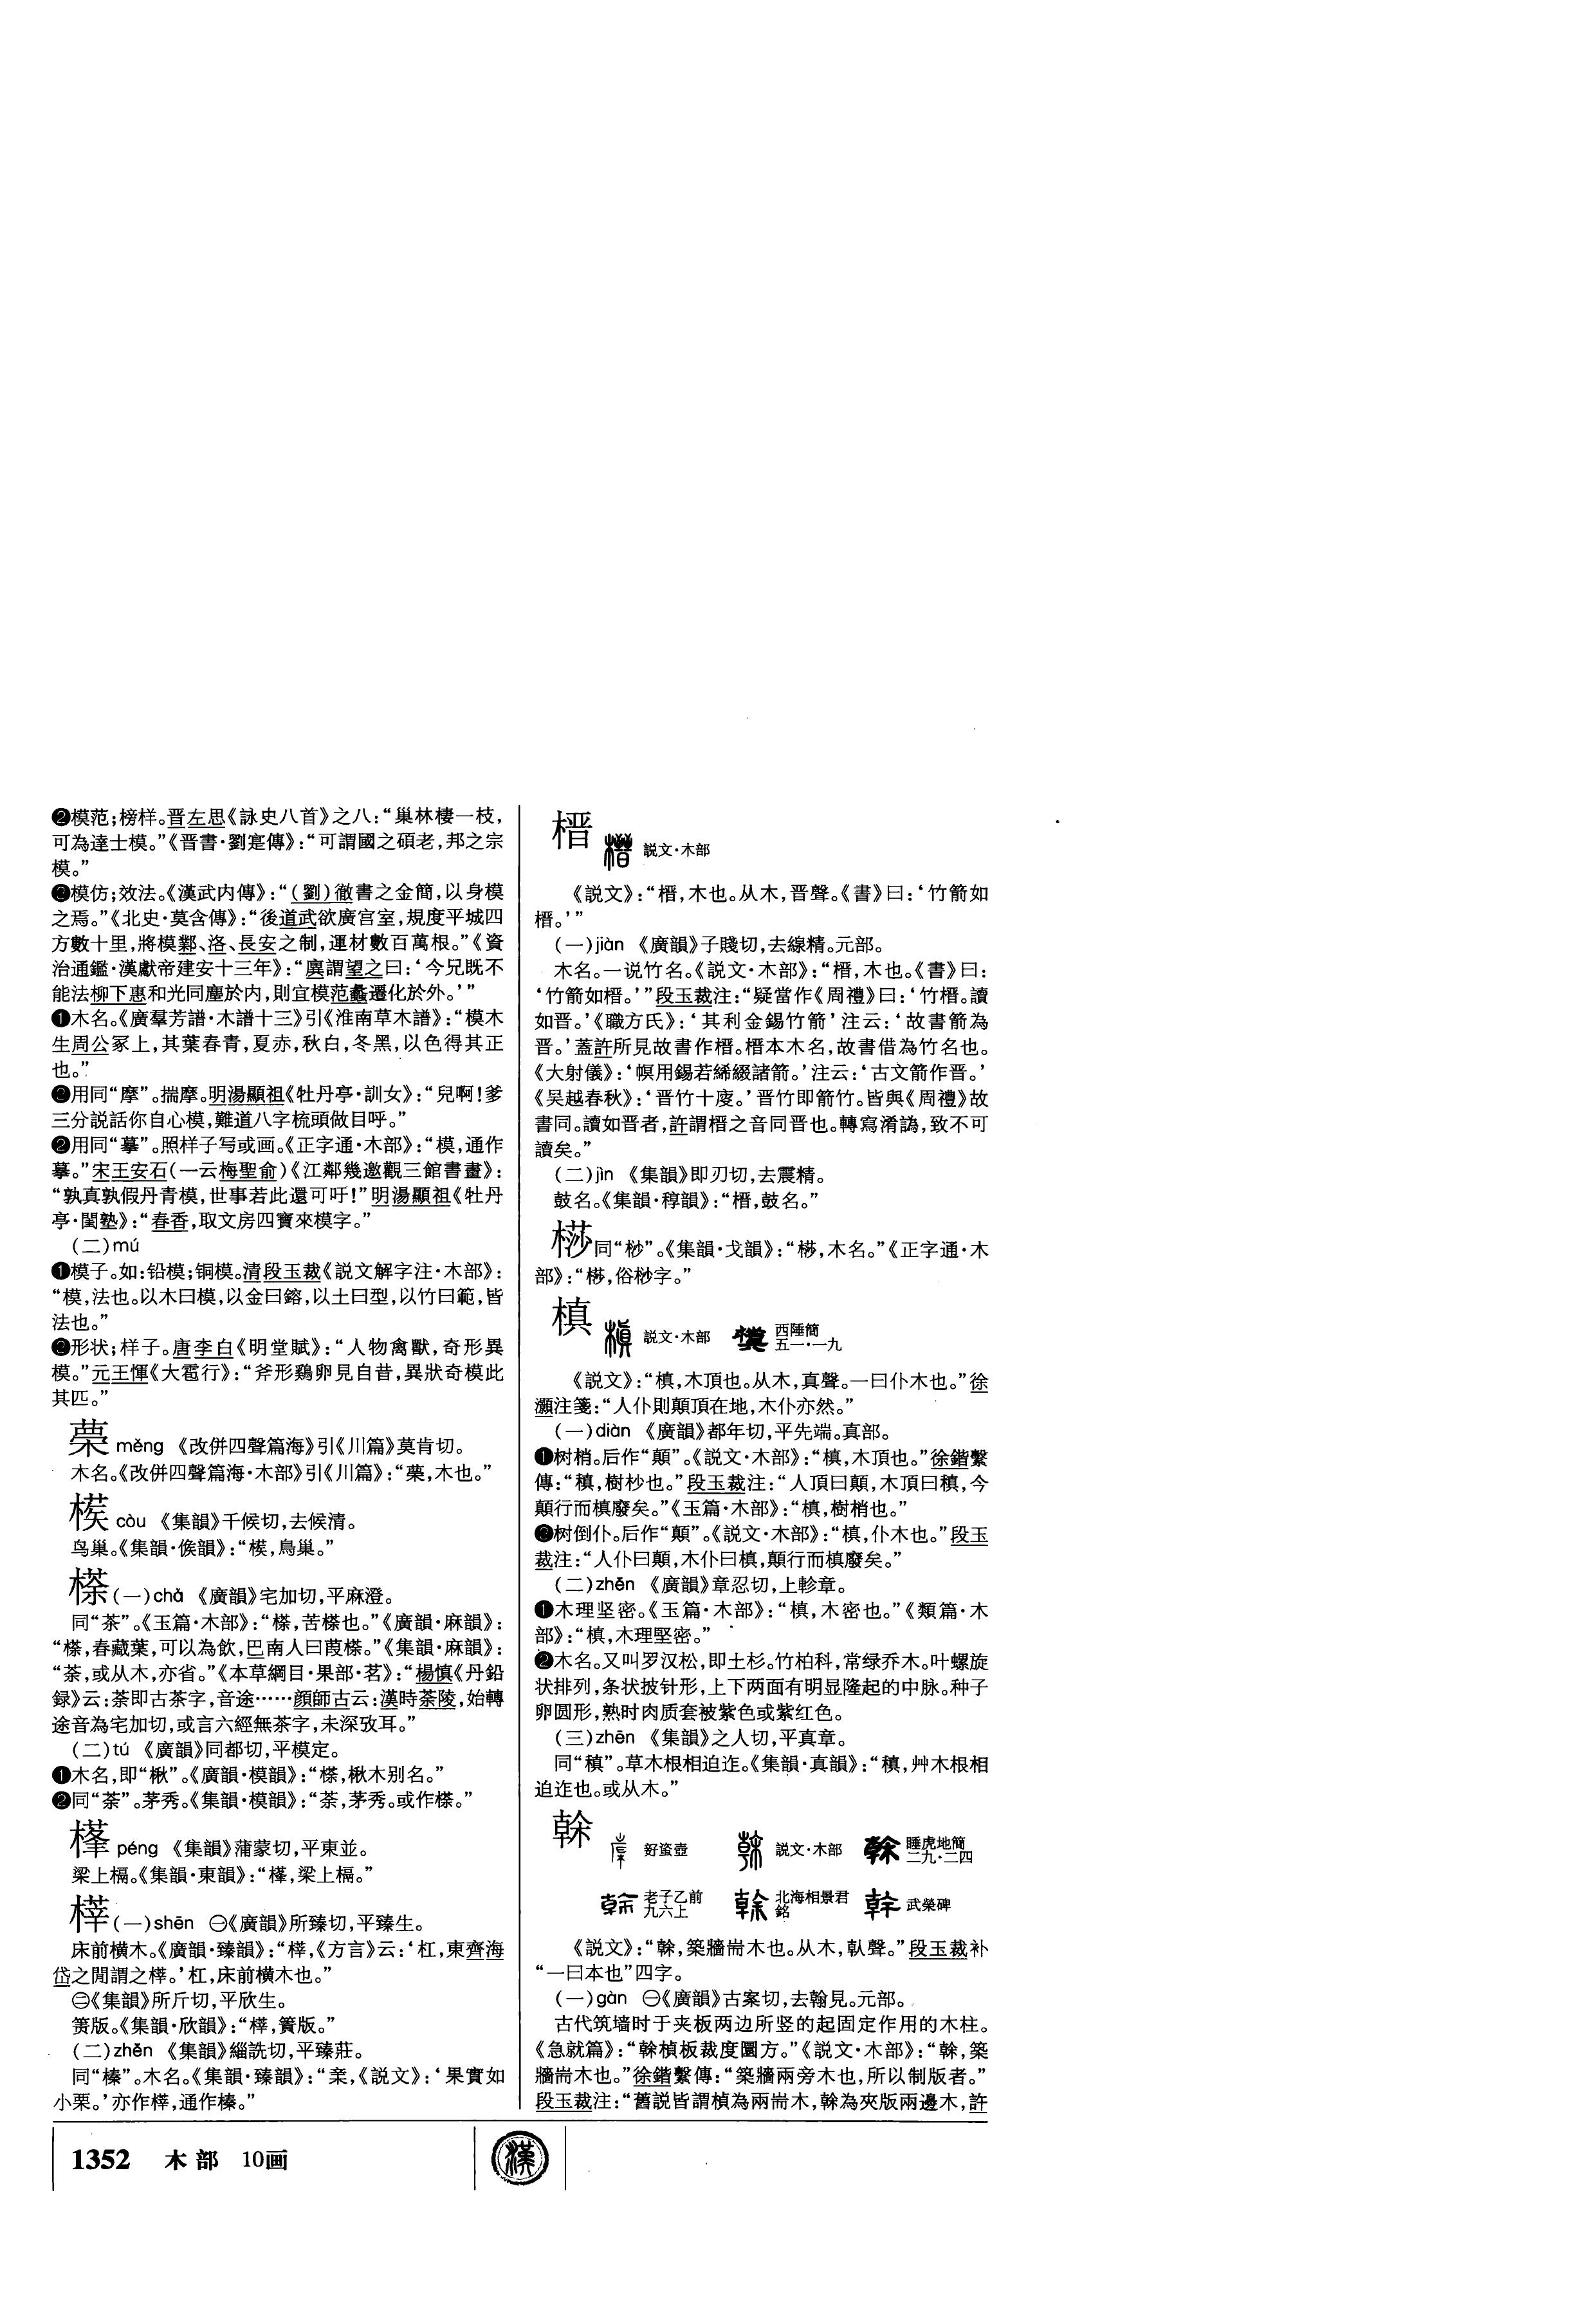 ❷模范；榜样。晋左思《詠史八首》之八：“巢林棲一枝，
可為達士模。”《晋書·劉寔傳》：“可謂國之碩老，邦之宗
模。”
❸模仿；效法。《漢武内傳》：“（劉）徹書之金簡，以身模
之焉。”《北史·莫含傳》：“後道武欲廣宫室，規度平城四
方數十里，將模鄴、洛、長安之制，運材數百萬根。”《資
治通鑑·漢獻帝建安十三年》：“廙謂望之曰：‘今兄既不
能法柳下惠和光同塵於内，則宜模范蠡遷化於外。’”
❶木名。《廣羣芳譜·木譜十三》引《淮南草木譜》：“模木
生周公冢上，其葉春青，夏赤，秋白，冬黑，以色得其正
也。”
❷用同“摩”。揣摩。明湯顯祖《牡丹亭·訓女》：“兒啊！爹
三分説話你自心模，難道八字梳頭做目呼。”
❷用同“摹”。照样子写或画。《正字通·木部》：“模，通作
摹。”宋王安石（一云梅聖俞）《江鄰幾邀觀三館書畫》：
“孰真孰假丹青模，世事若此還可吁！”明湯顯祖《牡丹
亭·閨塾》：“春香，取文房四寶來模字。”
（二）mú
❶模子。如：铅模；铜模。清段玉裁《説文解字注·木部》：
“模，法也。以木曰模，以金曰鎔，以土曰型，以竹曰範，皆
法也。”
❷形状；样子。唐李白《明堂賦》：“人物禽獸，奇形異
模。”元王惲《大雹行》：“斧形鷄卵見自昔，異狀奇模此
其匹。”
měng 《改併四聲篇海》引《川篇》莫肯切。
木名。《改併四聲篇海·木部》引《川篇》：“，木也。”
còu 《集韻》千候切，去候清。
鸟巢。《集韻·候韻》：“，鳥巢。”
㯆（一）chá 《廣韻》宅加切，平麻澄。
同“茶”。《玉篇·木部》：“㯆，苦㯆也。”《廣韻·麻韻》：
“㯆，春藏葉，可以為飲，巴南人曰葭㯆。”《集韻·麻韻》：
“荼，或从木，亦省。”《本草綱目·果部·茗》：“楊慎《丹鉛
録》云：荼即古茶字，音途……顔師古云：漢時荼陵，始轉
途音為宅加切，或言六經無茶字，未深攷耳。”
（二）tú 《廣韻》同都切，平模定。
❶木名，即“楸”。《廣韻·模韻》：“㯆，楸木别名。”
❷同“荼”。茅秀。《集韻·模韻》：“荼，茅秀。或作㯆。”
péng 《集韻》蒲蒙切，平東並。
梁上槅。《集韻·東韻》：“，梁上槅。”
榟（一）shēn ㊀《廣韻》所臻切，平臻生。
床前横木。《廣韻·臻韻》：“榟，《方言》云：‘杠，東齊海
岱之閒謂之榟。’杠，床前横木也。”
㊁《集韻》所斤切，平欣生。
箦版。《集韻·欣韻》：“榟，簀版。”
（二）zhēn 《集韻》緇詵切，平臻莊。
同“榛”。木名。《集韻·臻韻》：“亲，《説文》：‘果實如
小栗。’亦作榟，通作榛。”
榗 説文·木部
《説文》：“榗，木也。从木，晋聲。《書》曰：‘竹箭如
榗。’”
（一）jiàn 《廣韻》子賤切，去線精。元部。
木名。一说竹名。《説文·木部》：“榗，木也。《書》曰：
‘竹箭如榗。’”段玉裁注：“疑當作《周禮》曰：‘竹榗。讀
如晋。’《職方氏》：‘其利金錫竹箭’注云：‘故書箭為
晋。’蓋許所見故書作榗。榗本木名，故書借為竹名也。
《大射儀》：‘幎用錫若絺綴諸箭。’注云：‘古文箭作晋。’
《吴越春秋》：‘晋竹十廋。’晋竹即箭竹。皆與《周禮》故
書同。讀如晋者，許謂榗之音同晋也。轉寫淆譌，致不可
讀矣。”
（二）jìn 《集韻》即刃切，去震精。
鼓名。《集韻·稕韻》：“榗，鼓名。”
桫同“桫”。《集韻·戈韻》：“，木名。”《正字通·木
部》：“，俗桫字。”
槙 説文·木部 西陲簡
五一·一九
《説文》：“槙，木頂也。从木，真聲。一曰仆木也。”徐
灝注箋：“人仆則顛頂在地，木仆亦然。”
（一）diān 《廣韻》都年切，平先端。真部。
❶树梢。后作“顛”。《説文·木部》：“槙，木頂也。”徐鍇繫
傳：“稹，樹杪也。”段玉裁注：“人頂曰顛，木頂曰稹，今
顛行而槙廢矣。”《玉篇·木部》：“槙，樹梢也。”
❷树倒仆。后作“顛”。《説文·木部》：“槙，仆木也。”段玉
裁注：“人仆曰顛，木仆曰槙，顛行而槙廢矣。”
（二）zhěn 《廣韻》章忍切，上軫章。
❶木理坚密。《玉篇·木部》：“槙，木密也。”《類篇·木
部》：“槙，木理堅密。”
❷木名。又叫罗汉松，即土杉。竹柏科，常绿乔木。叶螺旋
状排列，条状披针形，上下两面有明显隆起的中脉。种子
卵圆形，熟时肉质套被紫色或紫红色。
（三）zhēn 《集韻》之人切，平真章。
同“稹”。草木根相迫迮。《集韻·真韻》：“稹，艸木根相
迫迮也。或从木。”
榦 䖒蚉壺 説文·木部 睡虎地簡
二九·二四
老子乙前
九六上 北海相景君
銘 武榮碑
《説文》：“榦，築牆耑木也。从木，倝聲。”段玉裁补
“一曰本也”四字。
（一）gàn ㊀《廣韻》古案切，去翰見。元部。
古代筑墙时于夹板两边所竖的起固定作用的木柱。
《急就篇》：“榦楨板栽度圜方。”《説文·木部》：“榦，築
牆耑木也。”徐鍇繫傳：“築牆兩旁木也，所以制版者。”
段玉裁注：“舊説皆謂楨為兩耑木，榦為夾版兩邊木，許
1352 木部 10画
漢